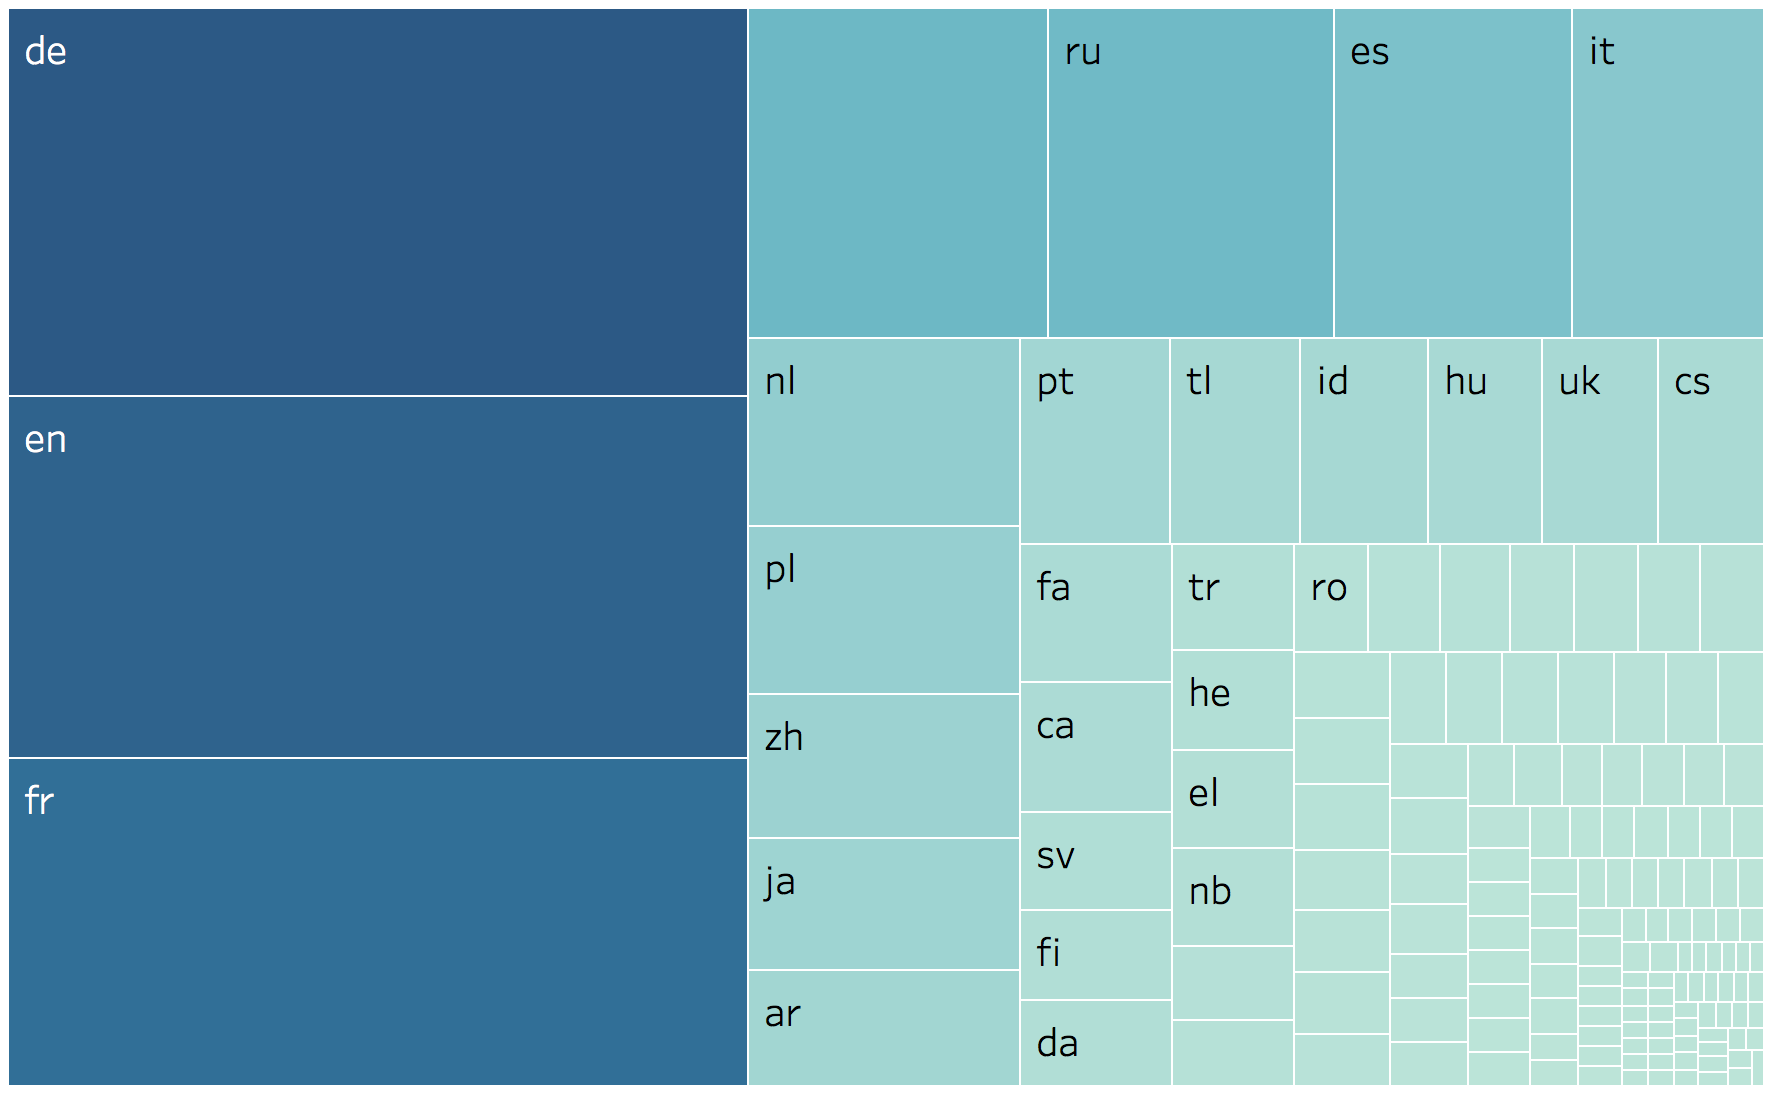 de
en
fr
ru
es
it
nl
pl
zh
ja
ar
pt
tl
id
hu
uk
cs
fa
ca
sv
fi
da
tr
he
el
nb
ro